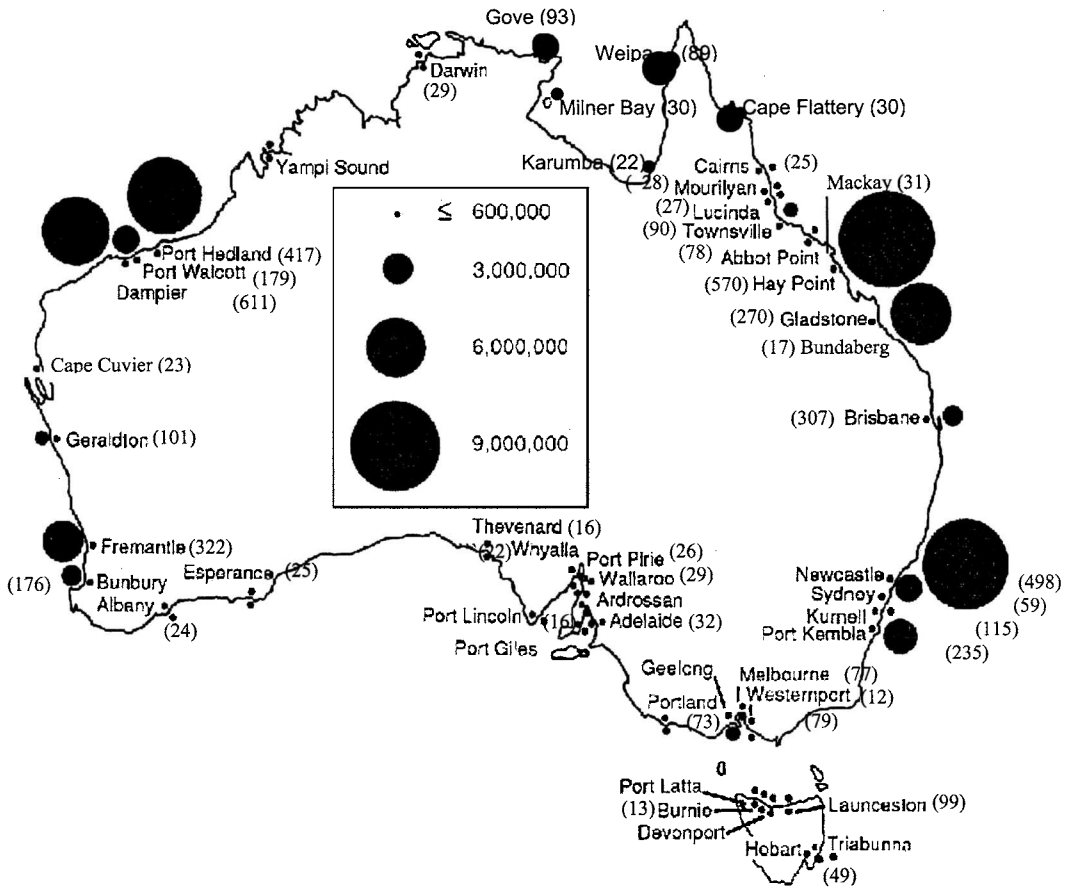 Gove (93)
Weipa (89)
Darwin
(29)
Milner Bay (30)
Cape Flattery (30)
Karumba (22)
Yampi Sound
Cairns (25)
(28) Mourilyan
Mackay (31)
(27) Lucinda
(90) Townsville
(78) Abbot Point
(570) Hay Point
≤ 600,000
3,000,000
6,000,000
9,000,000
Port Hedland (417)
Port Walcott (179)
Dampier (611)
(270) Gladstone
(17) Bundaberg
Cape Cuvier (23)
(307) Brisbane
Geraldton (101)
Fremantle (322)
(176) Bunbury
Albany
(24)
Esperance (25)
Thevenard (16)
(22) Whyalla
Port Pirie (26)
Wallaroo (29)
Ardrossan
Port Lincoln (16)
Adelaide (32)
Port Giles
Newcastle (498)
Sydney (59)
Kurnell (115)
Port Kembla (235)
Geelong
Melbourne (77)
Westernport (12)
Portland (73)
(79)
Port Latta
(13) Burnie
Devonport
Launceston (99)
Hobart
Triabunna
(49)